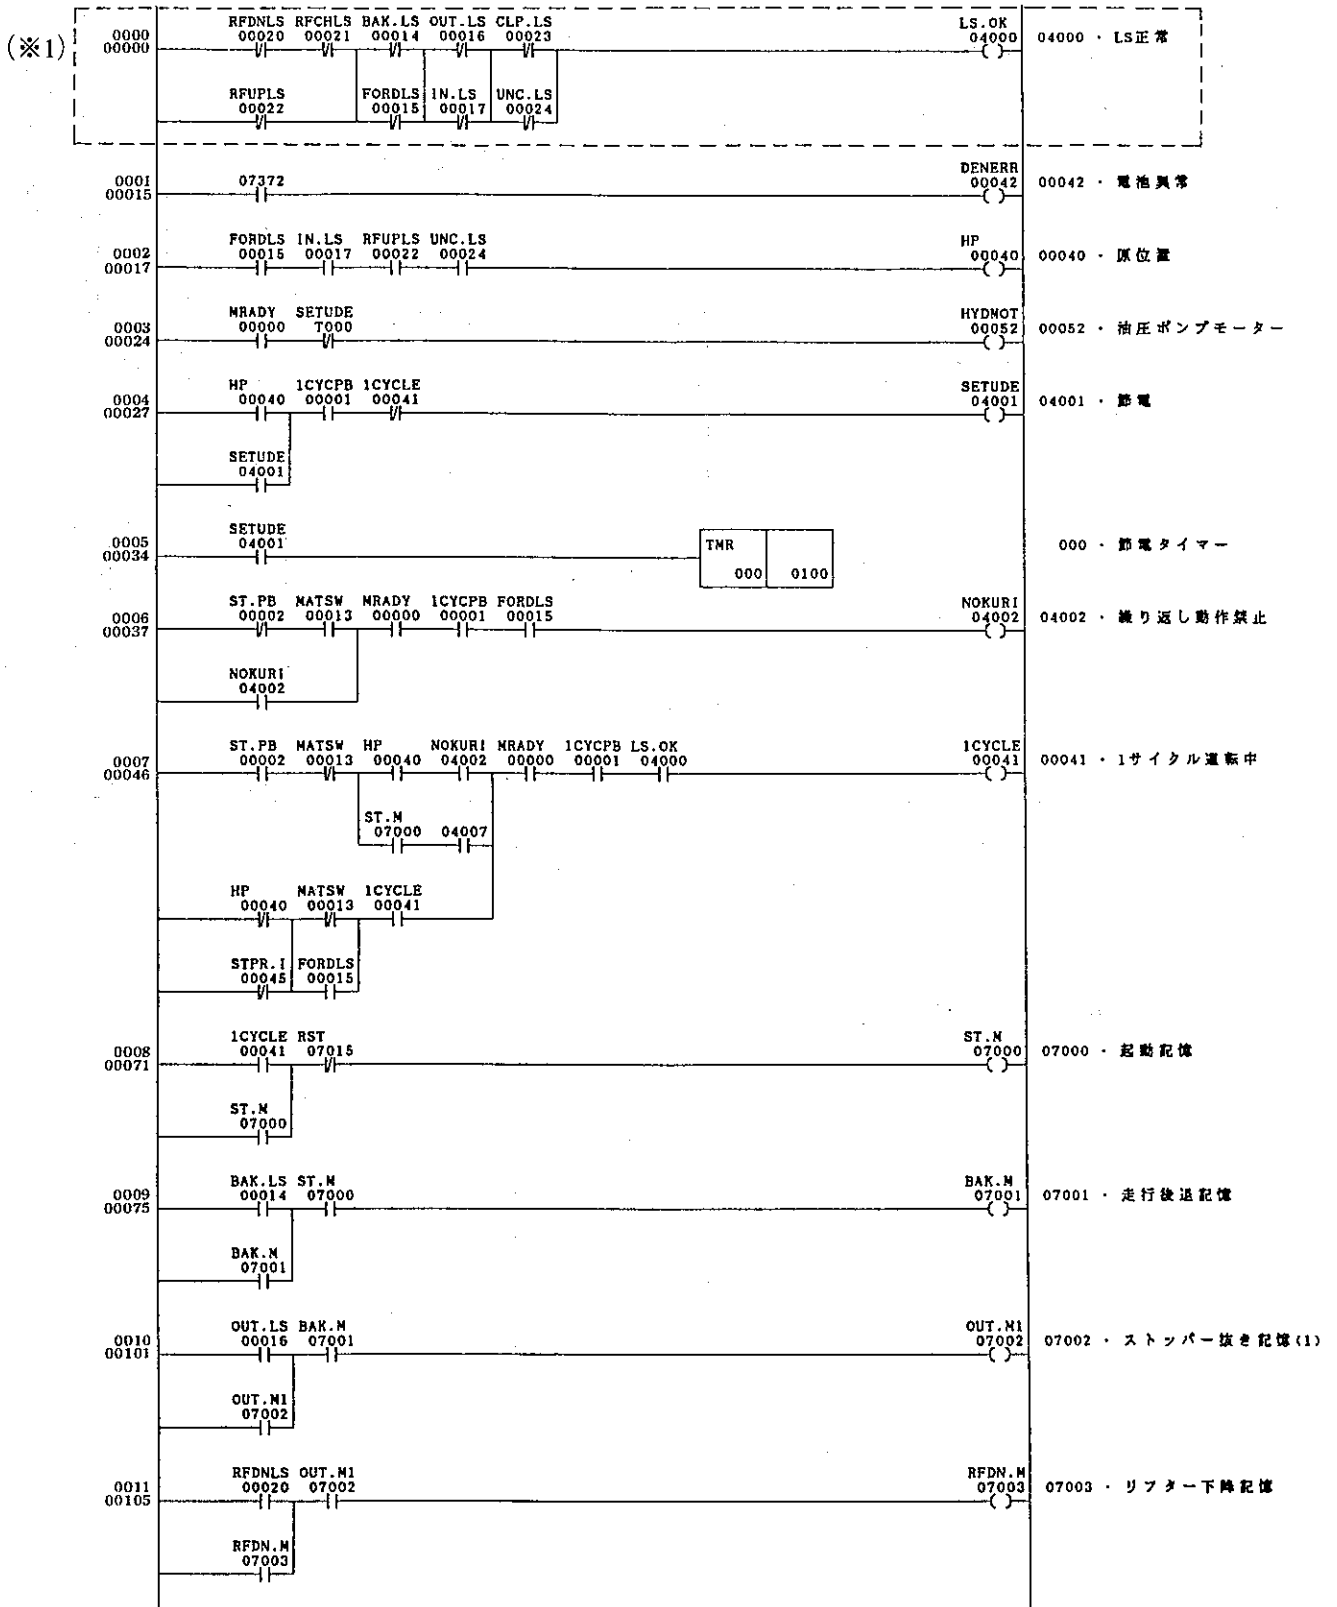 RFDNLS RFCHLS BAK.LS OUT.LS CLP.LS LS.OK
(※1) 0000 00020 00021 00014 00016 00023 04000 04000・LS正常
00000
RFUPLS FORDLS IN.LS UNC.LS
00022 00015 00017 00024
0001 07372 DENERR
00015 00042 00042・電池異常
FORDLS IN.LS RFUPLS UNC.LS HP
0002 00015 00017 00022 00024 00040 00040・原位置
00017
MRADY SETUDE HYDMOT
0003 00000 T000 00052 00052・油圧ポンプモーター
00024
HP 1CYCPB 1CYCLE SETUDE
0004 00040 00001 00041 04001 04001・節電
00027
SETUDE
04001
SETUDE
0005 04001 TMR 000・節電タイマー
00034
000 0100
ST.PB MATSW MRADY 1CYCPB FORDLS NOKURI
0006 00002 00013 00000 00001 00015 04002 04002・繰り返し動作禁止
00037
NOKURI
04002
ST.PB MATSW HP NOKURI MRADY 1CYCPB LS.OK 1CYCLE
0007 00002 00013 00040 04002 00000 00001 04000 00041 00041・1サイクル運転中
00046
ST.M
07000 04007
HP MATSW 1CYCLE
00040 00013 00041
STPR.I FORDLS
00045 00015
1CYCLE RST ST.M
0008 00041 07015 07000 07000・起動記憶
00071
ST.M
07000
BAK.LS ST.M BAK.M
0009 00014 07000 07001 07001・走行後退記憶
00075
BAK.M
07001
OUT.LS BAK.M OUT.M1
0010 00016 07001 07002 07002・ストッパー抜き記憶(1)
00101
OUT.M1
07002
RFDNLS OUT.M1 RFDN.M
0011 00020 07002 07003 07003・リフター下降記憶
00105
RFDN.M
07003